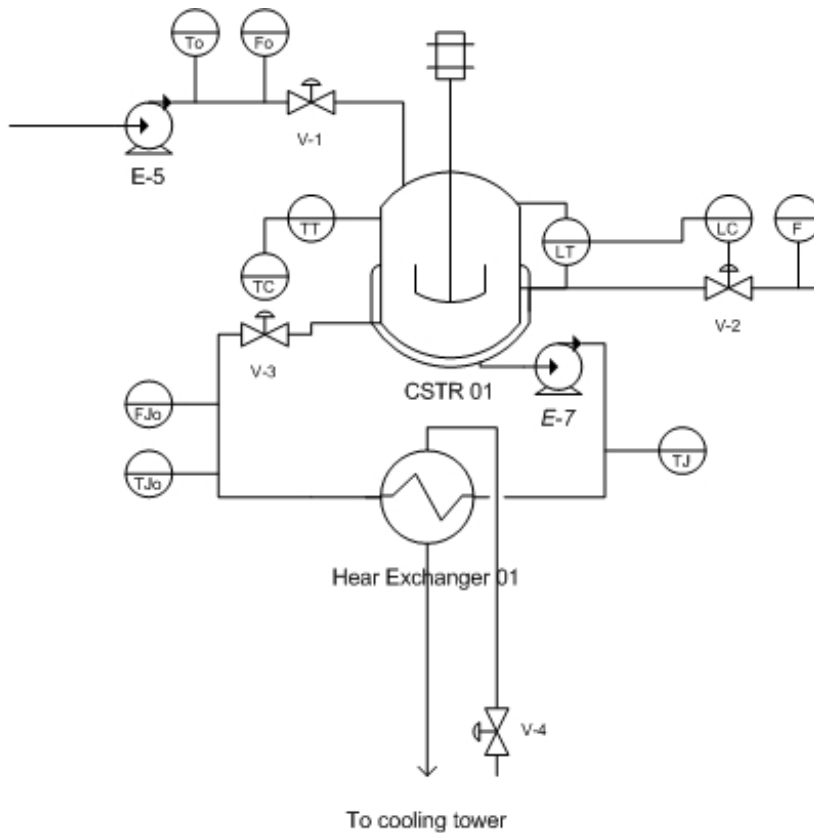 To
Fo
V-1
E-5
TT
LT
LC
F
TC
V-2
V-3
CSTR 01
E-7
FJo
TJo
TJ
Hear Exchanger 01
V-4
To cooling tower